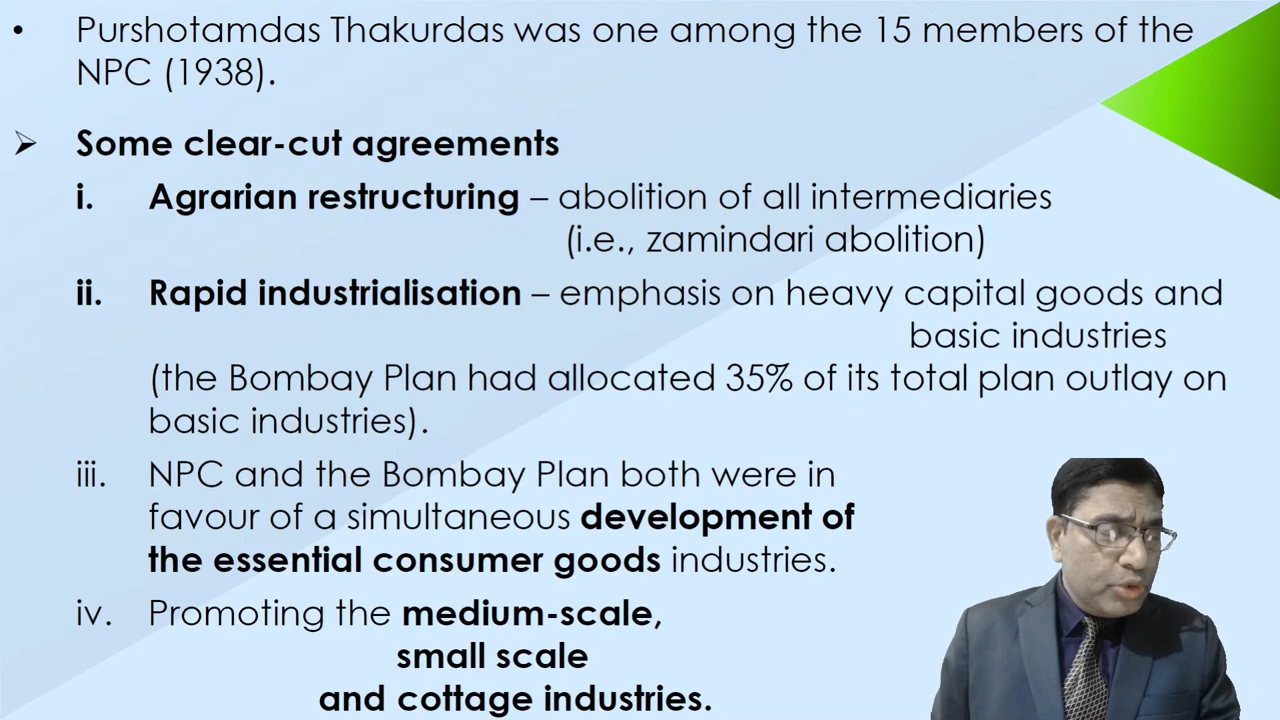 • Purshotamdas Thakurdas was one among the 15 members of the
NPC (1938).
➢ Some clear-cut agreements
i. Agrarian restructuring – abolition of all intermediaries
(i.e., zamindari abolition)
ii. Rapid industrialisation – emphasis on heavy capital goods and
basic industries
(the Bombay Plan had allocated 35% of its total plan outlay on
basic industries).
iii. NPC and the Bombay Plan both were in
favour of a simultaneous development of
the essential consumer goods industries.
iv. Promoting the medium-scale,
small scale
and cottage industries.